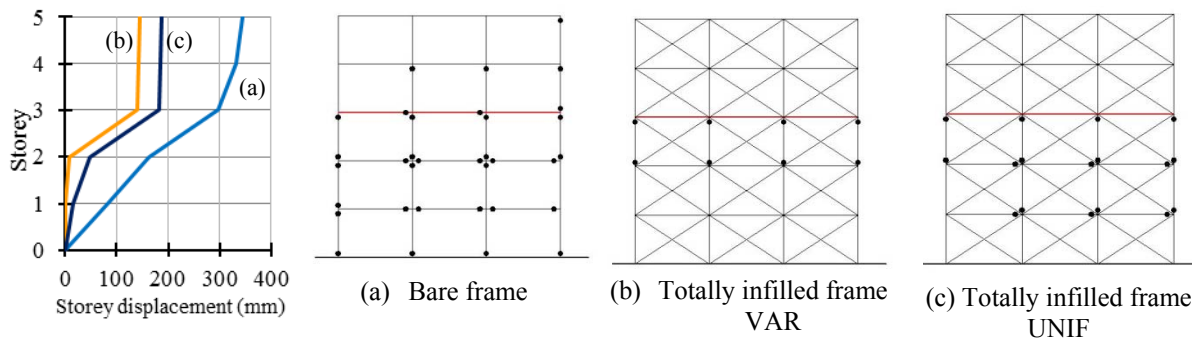 5
4
3
2
1
0
Storey
(b)
(c)
(a)
0 100 200 300 400
Storey displacement (mm)
(a) Bare frame
(b) Totally infilled frame
VAR
(c) Totally infilled frame
UNIF